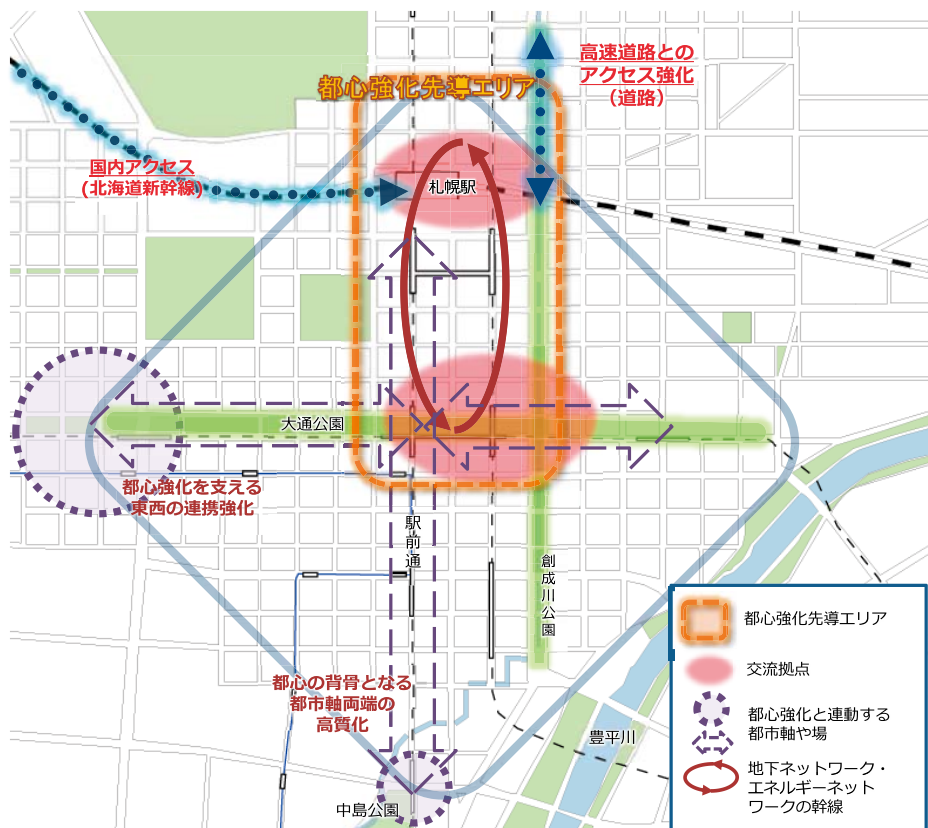 高速道路との
アクセス強化
（道路）
都心強化先導エリア
国内アクセス
(北海道新幹線)
札幌駅
大通公園
都心強化を支える
東西の連携強化
駅前通
創成川公園
都心の背骨となる
都市軸両端の
高質化
豊平川
中島公園
都心強化先導エリア
交流拠点
都心強化と連動する
都市軸や場
地下ネットワーク・
エネルギーネット
ワークの幹線